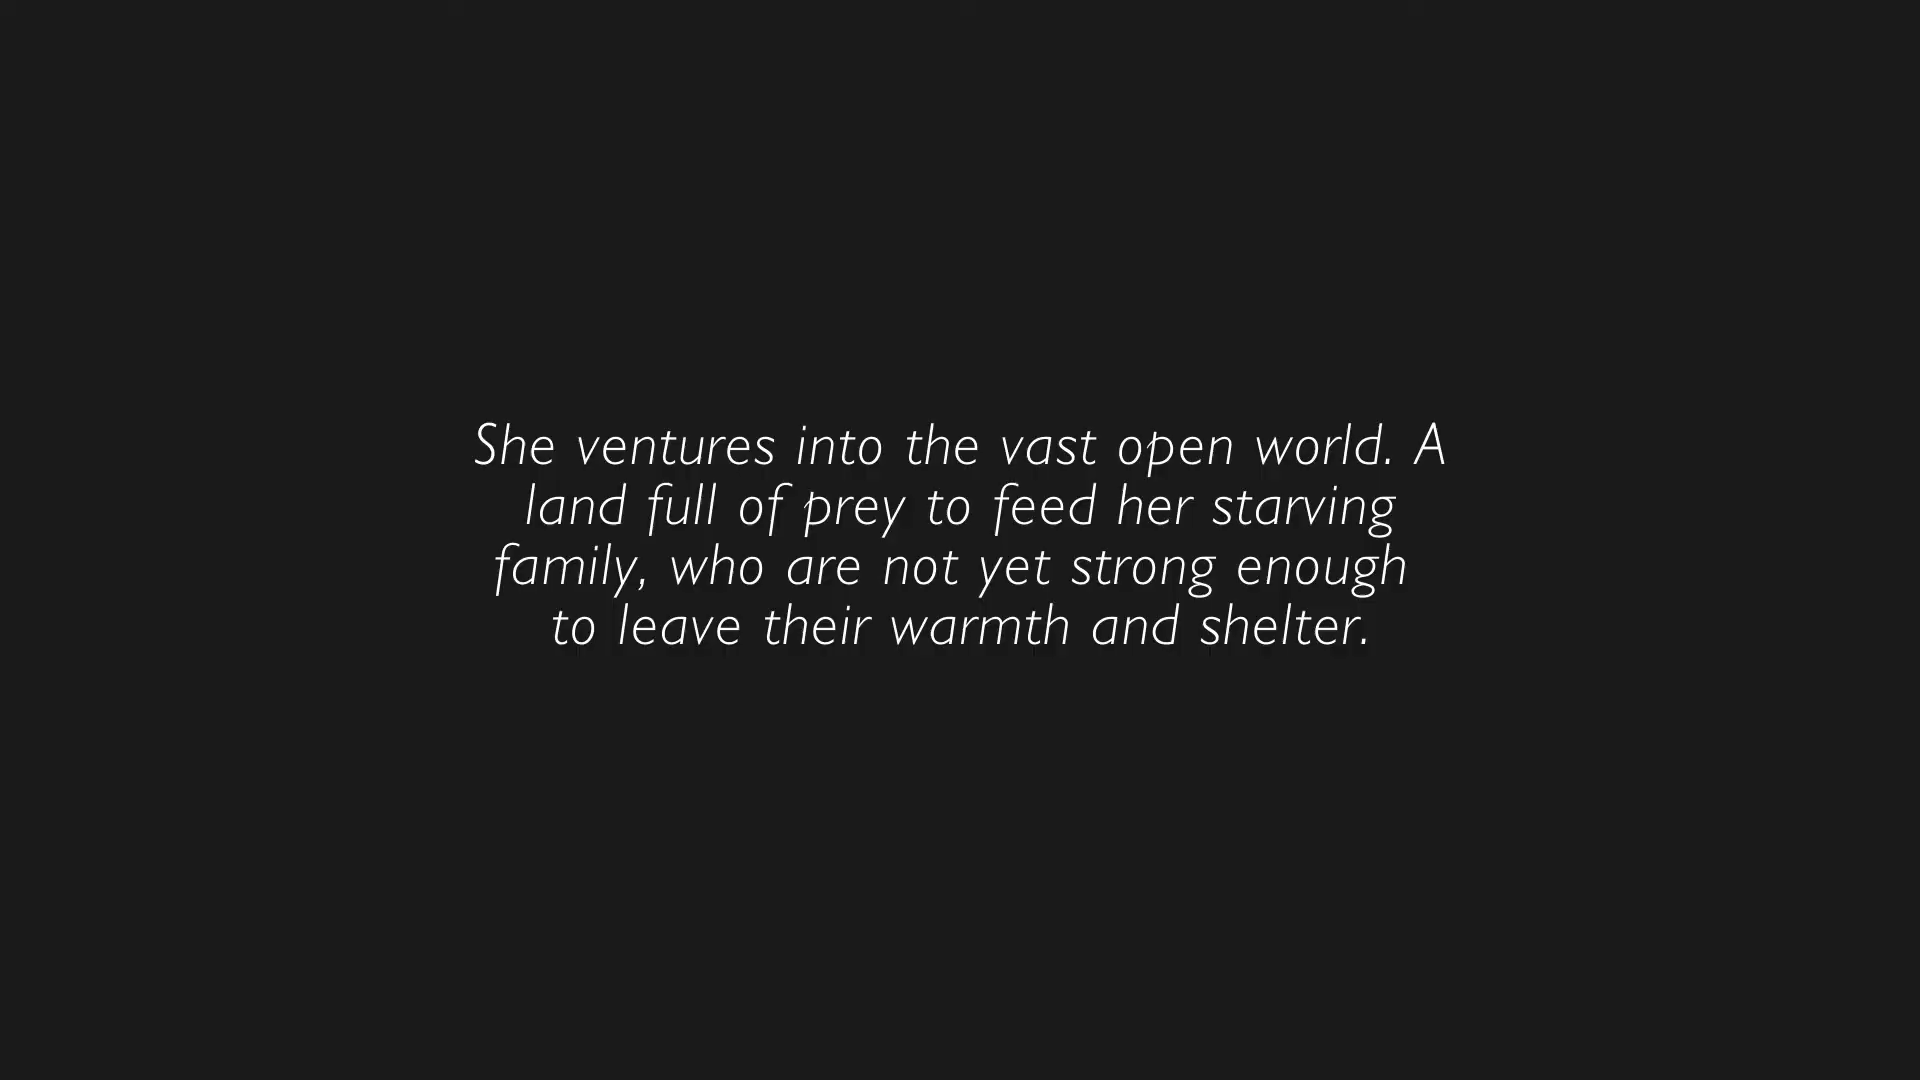 She ventures into the vast open world. A
land full of prey to feed her starving
family, who are not yet strong enough
to leave their warmth and shelter.